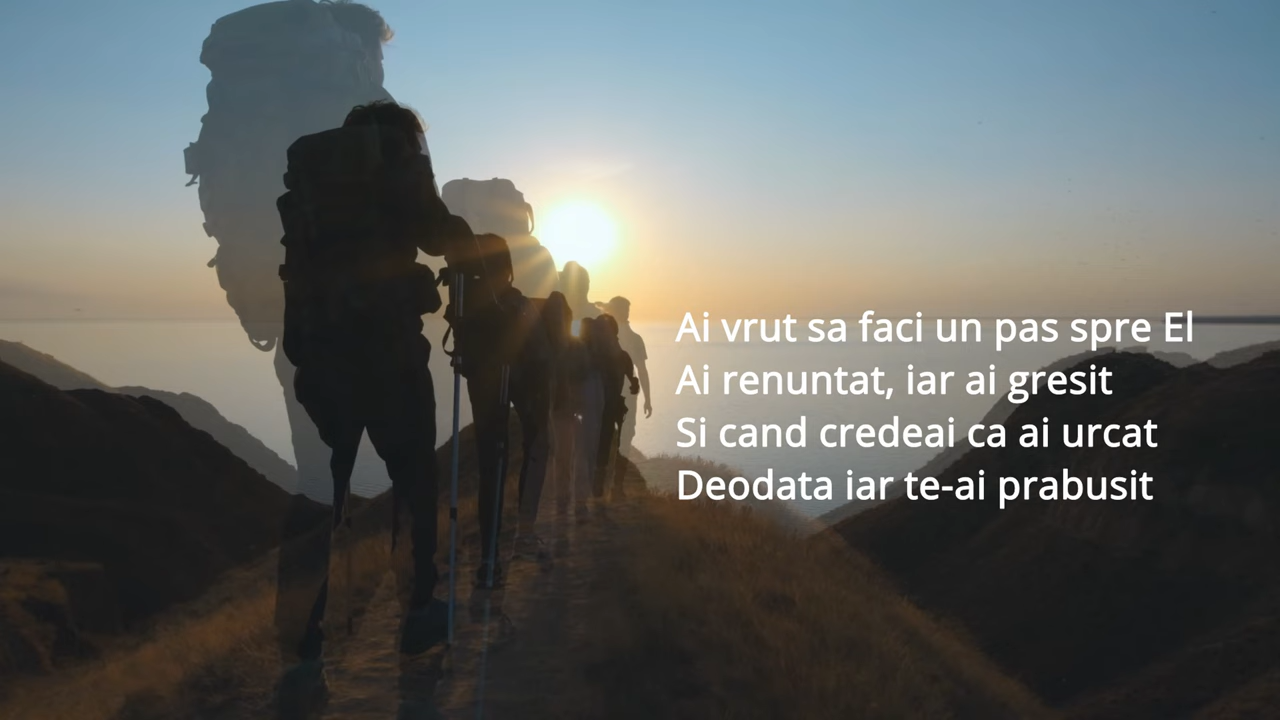 Ai vrut sa faci un pas spre El
Ai renuntat, iar ai gresit
Si cand credeai ca ai urcat
Deodata iar te-ai prabusit